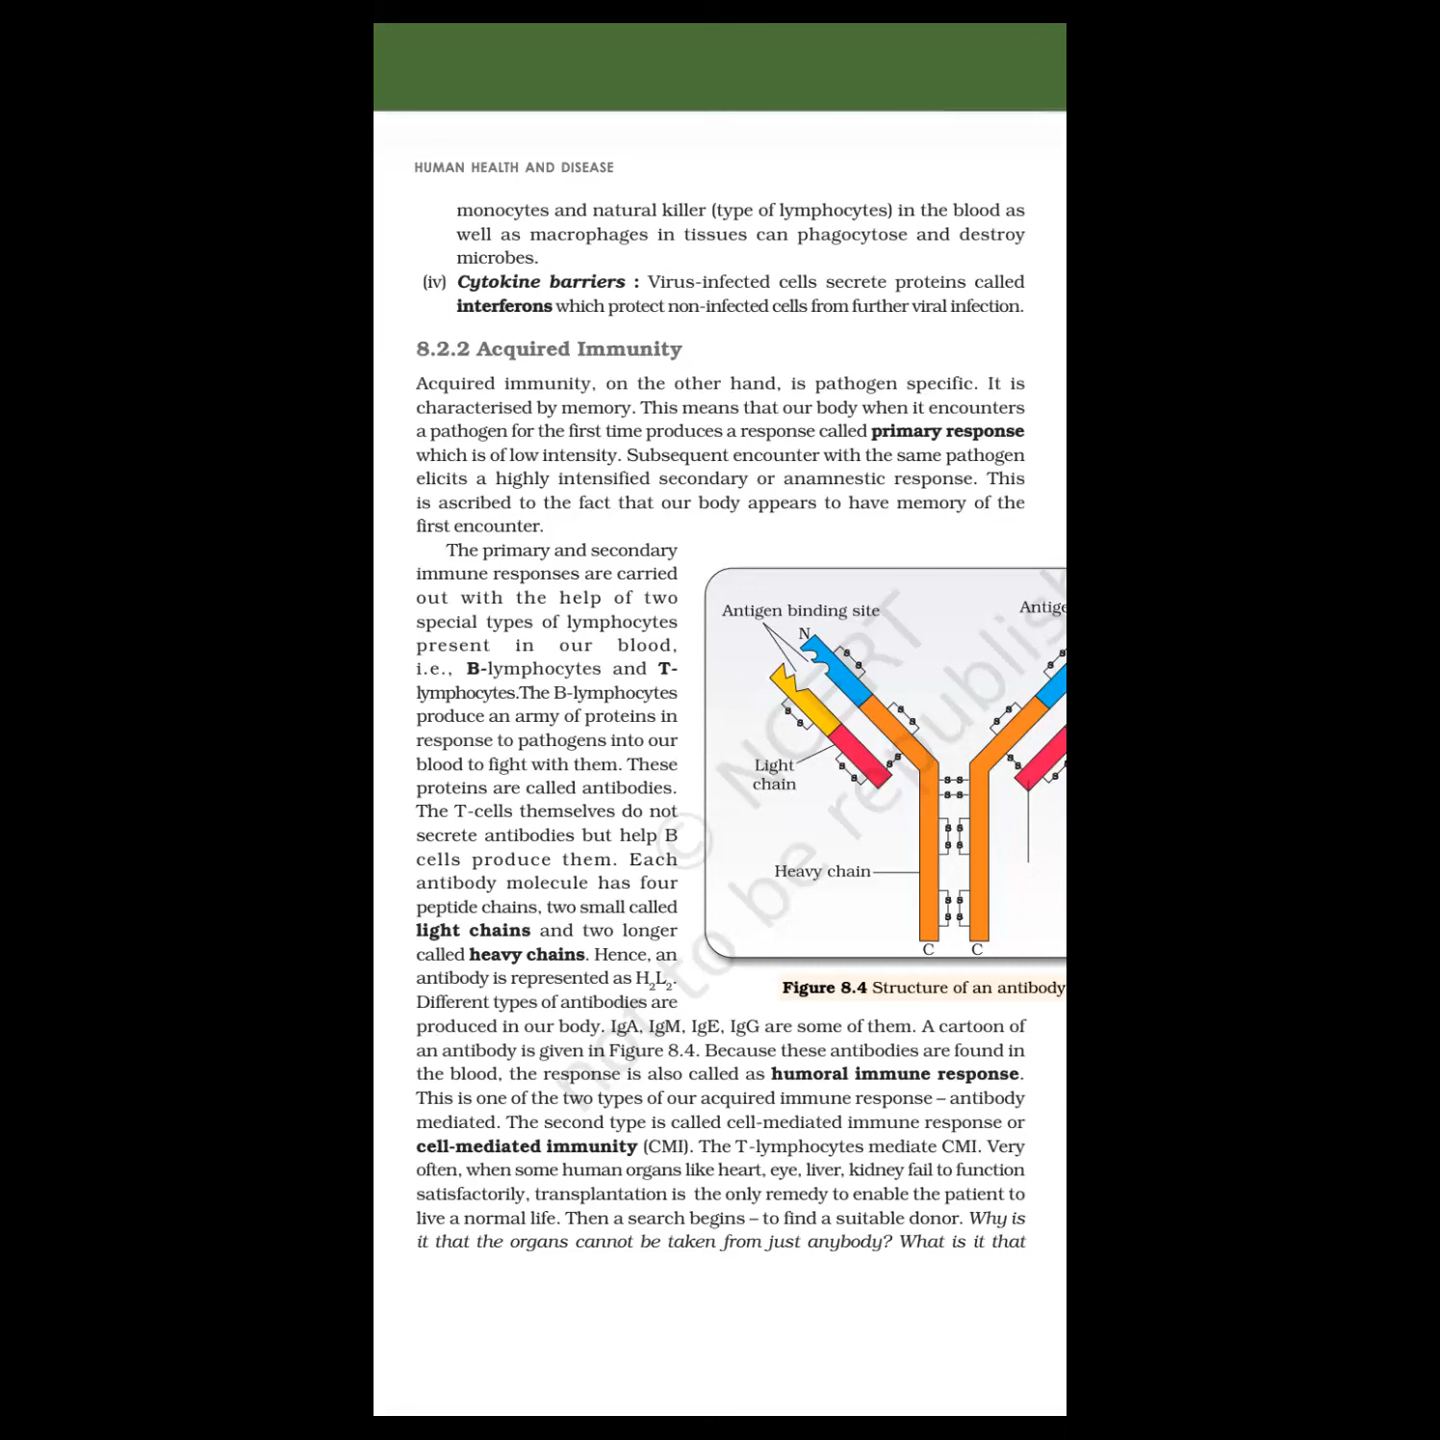 HUMAN HEALTH AND DISEASE
monocytes and natural killer (type of lymphocytes) in the blood as
well as macrophages in tissues can phagocytose and destroy
microbes.
(iv) Cytokine barriers : Virus-infected cells secrete proteins called
interferons which protect non-infected cells from further viral infection.
8.2.2 Acquired Immunity
Acquired immunity, on the other hand, is pathogen specific. It is
characterised by memory. This means that our body when it encounters
a pathogen for the first time produces a response called primary response
which is of low intensity. Subsequent encounter with the same pathogen
elicits a highly intensified secondary or anamnestic response. This
is ascribed to the fact that our body appears to have memory of the
first encounter.
The primary and secondary
immune responses are carried
out with the help of two
special types of lymphocytes
present in our blood,
i.e., B-lymphocytes and T-
lymphocytes.The B-lymphocytes
produce an army of proteins in
response to pathogens into our
blood to fight with them. These
proteins are called antibodies.
The T-cells themselves do not
secrete antibodies but help B
cells produce them. Each
antibody molecule has four
peptide chains, two small called
light chains and two longer
called heavy chains. Hence, an
antibody is represented as H₂L₂.
Different types of antibodies are
Antigen binding site
Antige
N
Light
chain
s s
s s
s s
s s
s s
s s
s s
s s
s s
s s
s s
s s
s s
Heavy chain
C C
Figure 8.4 Structure of an antibody
produced in our body. IgA, IgM, IgE, IgG are some of them. A cartoon of
an antibody is given in Figure 8.4. Because these antibodies are found in
the blood, the response is also called as humoral immune response.
This is one of the two types of our acquired immune response – antibody
mediated. The second type is called cell-mediated immune response or
cell-mediated immunity (CMI). The T-lymphocytes mediate CMI. Very
often, when some human organs like heart, eye, liver, kidney fail to function
satisfactorily, transplantation is the only remedy to enable the patient to
live a normal life. Then a search begins – to find a suitable donor. Why is
it that the organs cannot be taken from just anybody? What is it that
© NCERT
not to be republish